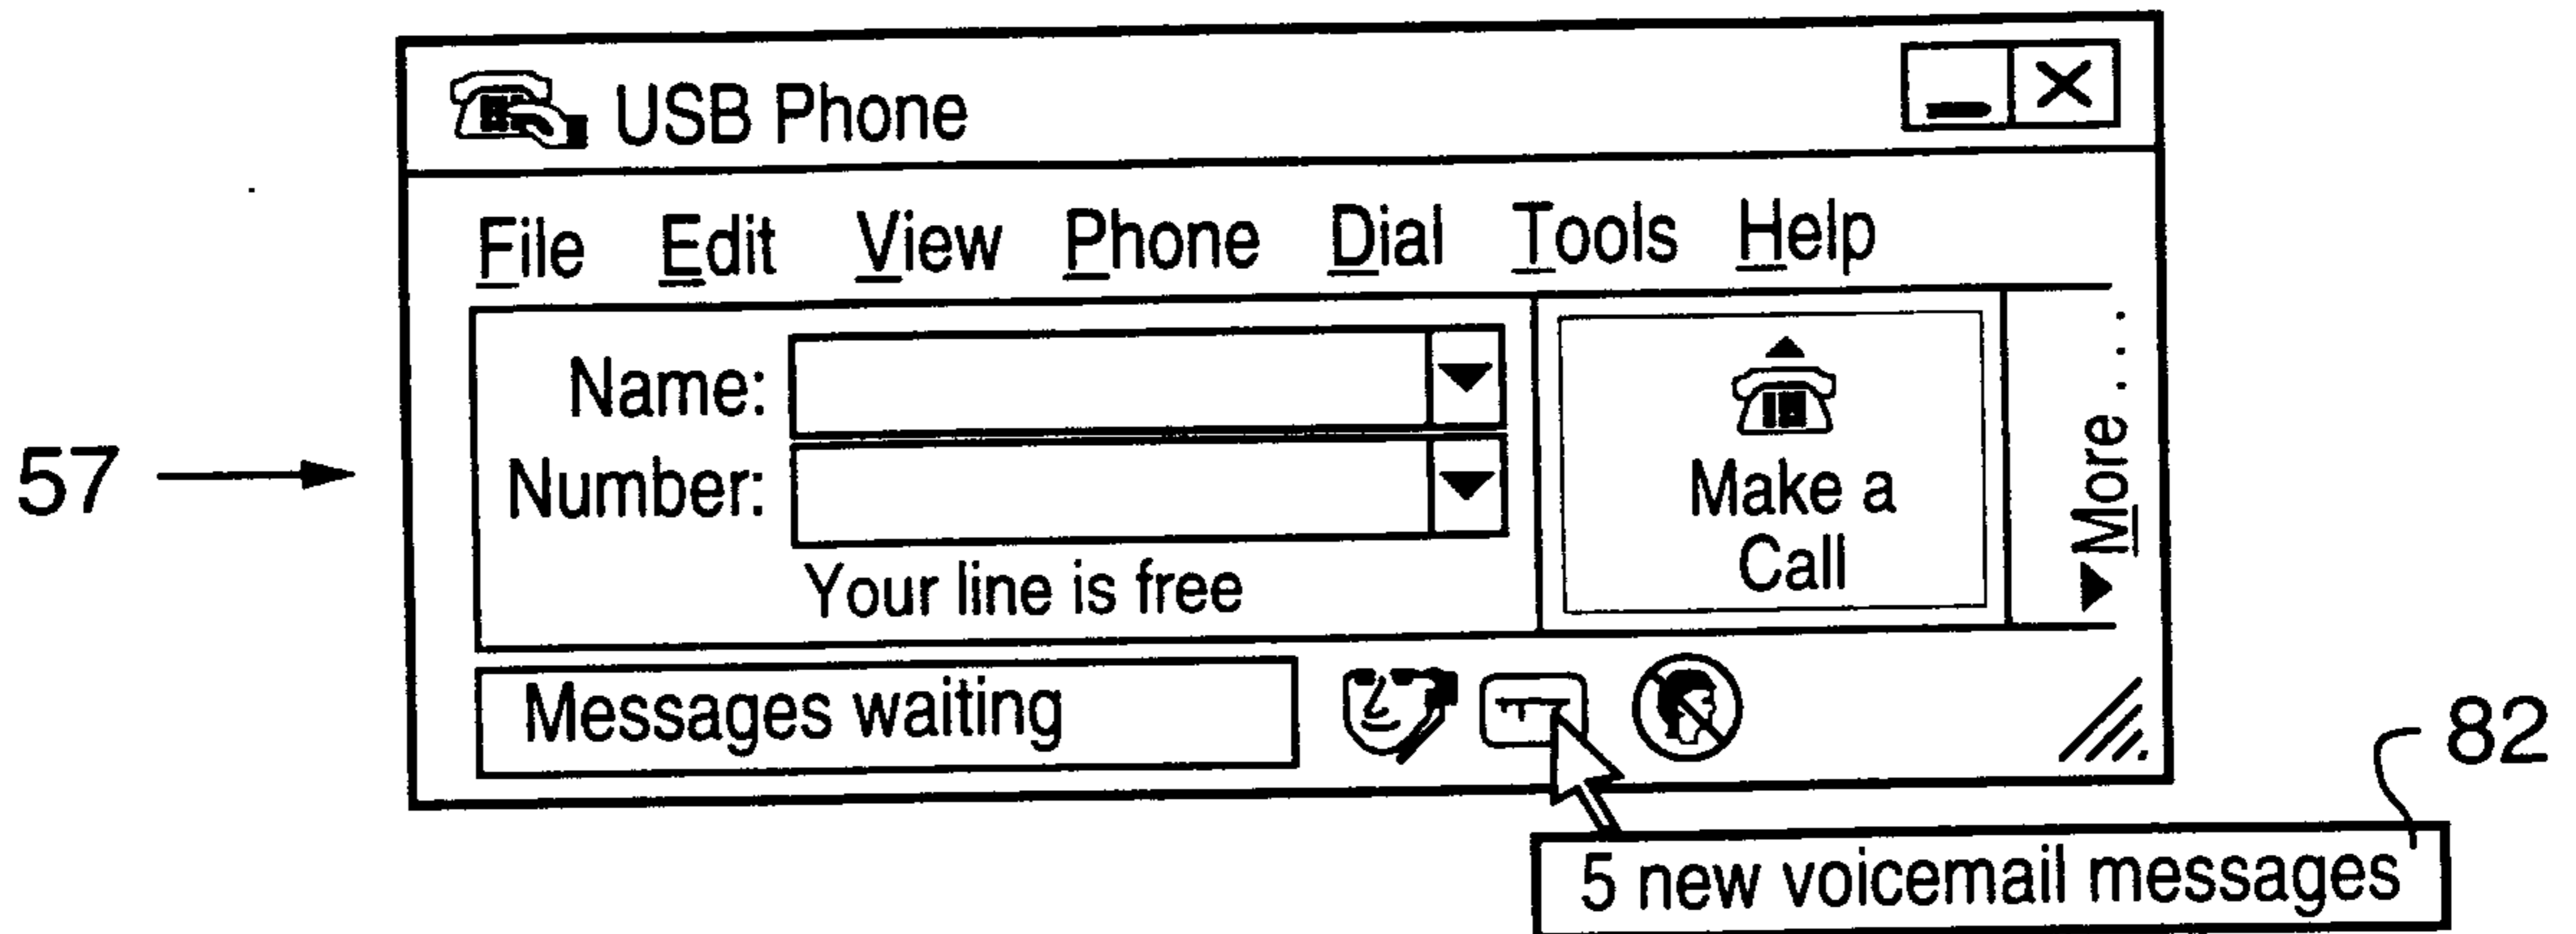 USB Phone
File Edit View Phone Dial Tools Help
Name:
Number:
Your line is free
Make a
Call
More ...
57
Messages waiting
82
5 new voicemail messages